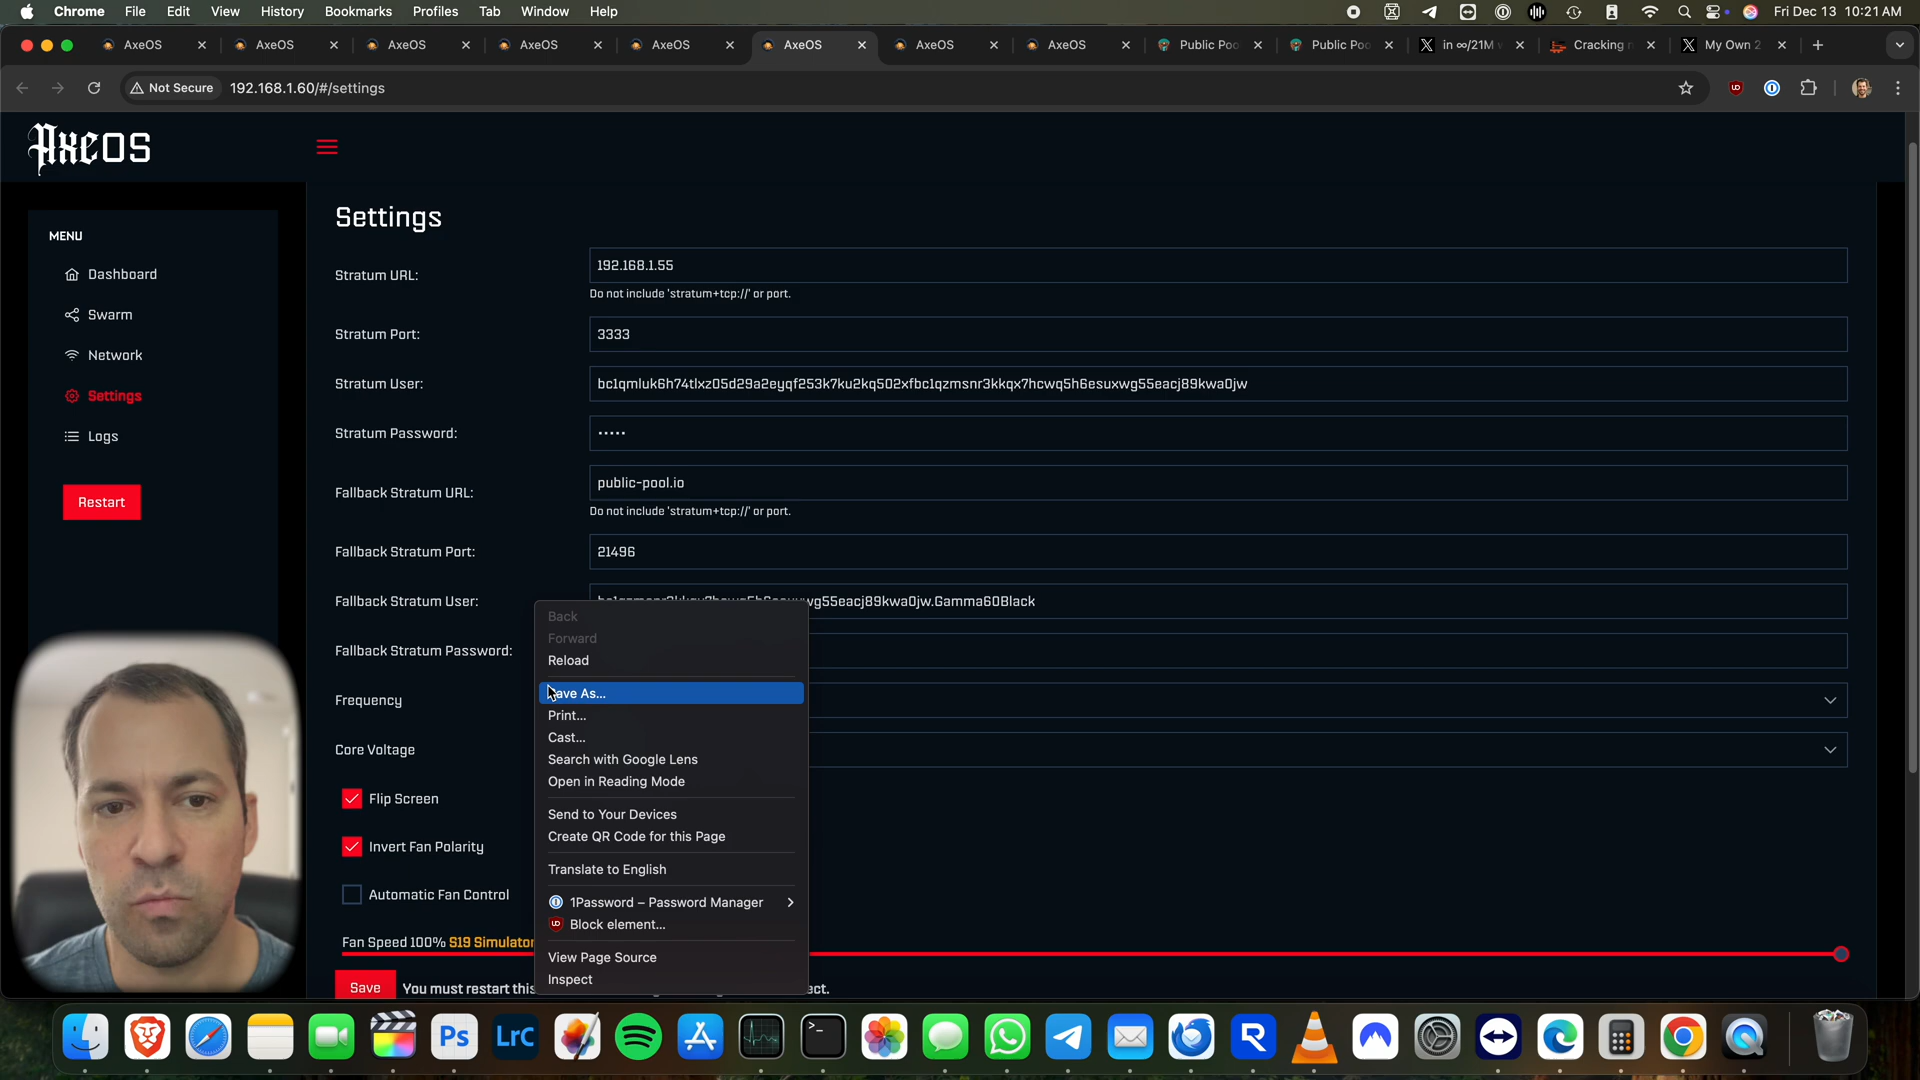 Chrome File Edit View History Bookmarks Profiles Tab Window Help Fri Dec 13 10:21 AM
AxeOS AxeOS AxeOS AxeOS AxeOS AxeOS AxeOS AxeOS Public Poo Public Poo in ∞/21M Cracking My Own 2
Not Secure 192.168.1.60/#/settings
AxeOS
MENU
Dashboard
Swarm
Network
Settings
Logs
Restart
Settings
Stratum URL: 192.168.1.55
Do not include 'stratum+tcp://' or port.
Stratum Port: 3333
Stratum User: bc1qmluk6h74tlxz05d29a2eyqf253k7ku2kq502xfbc1qzmsnr3kkqx7hcwq5h6esuxwg55eacj89kwa0jw
Stratum Password: •••••
Fallback Stratum URL: public-pool.io
Do not include 'stratum+tcp://' or port.
Fallback Stratum Port: 21496
Fallback Stratum User: wg55eacj89kwa0jw.Gamma60Black
Fallback Stratum Password:
Frequency
Core Voltage
Flip Screen
Invert Fan Polarity
Automatic Fan Control
Fan Speed 100% S19 Simulator
Save You must restart this ect.
Back
Forward
Reload
Save As...
Print...
Cast...
Search with Google Lens
Open in Reading Mode
Send to Your Devices
Create QR Code for this Page
Translate to English
1Password – Password Manager
Block element...
View Page Source
Inspect
Ps LrC